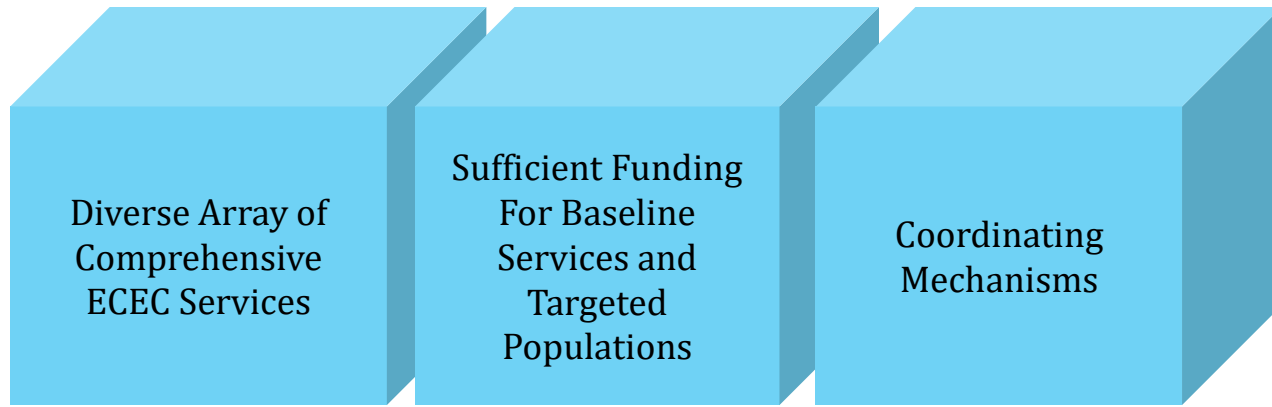 Diverse Array of
Comprehensive
ECEC Services
Sufficient Funding
For Baseline
Services and
Targeted
Populations
Coordinating
Mechanisms